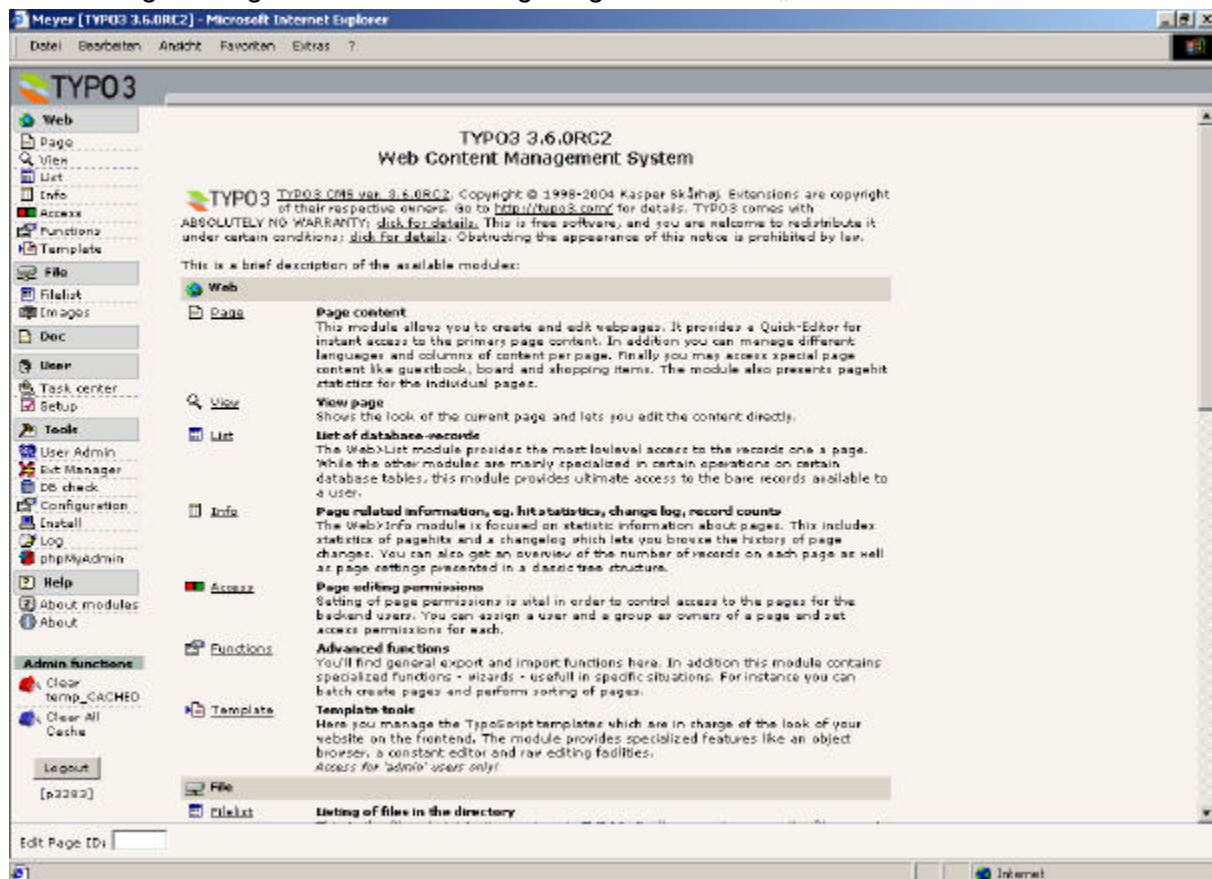 Meyer [TYPO3 3.6.0RC2] - Microsoft Internet Explorer
Datei Bearbeiten Ansicht Favoriten Extras ?
TYPO3
Web
Page
View
List
Info
Access
Functions
Template
File
Filelist
Images
Doc
User
Task center
Setup
Tools
User Admin
Ext Manager
DB check
Configuration
Install
Log
phpMyAdmin
Help
About modules
About
Admin functions
Clear
temp_CACHED
Clear All
Cache
Logout
[p3283]
Edit Page ID:
TYPO3 3.6.0RC2
Web Content Management System
TYPO3 TYPO3 CMS ver. 3.6.0RC2. Copyright © 1998-2004 Kasper Skårhøj. Extensions are copyright
of their respective owners. Go to http://typo3.com/ for details. TYPO3 comes with
ABSOLUTELY NO WARRANTY; click for details. This is free software, and you are welcome to redistribute it
under certain conditions; click for details. Obstructing the appearance of this notice is prohibited by law.
This is a brief description of the available modules:
Web
Page Page content
This module allows you to create and edit webpages. It provides a Quick-Editor for
instant access to the primary page content. In addition you can manage different
languages and columns of content per page. Finally you may access special page
content like guestbook, board and shopping items. The module also presents pagehit
statistics for the individual pages.
View View page
Shows the look of the current page and lets you edit the content directly.
List List of database-records
The Web>List module provides the most lowlevel access to the records one a page.
While the other modules are mainly specialized in certain operations on certain
database tables, this module provides ultimate access to the bare records available to
a user.
Info Page related information, eg. hit statistics, change log, record counts
The Web>Info module is focused on statistic information about pages. This includes
statistics of pagehits and a changelog which lets you browse the history of page
changes. You can also get an overview of the number of records on each page as well
as page settings presented in a classic tree structure.
Access Page editing permissions
Setting of page permissions is vital in order to control access to the pages for the
backend users. You can assign a user and a group as owners of a page and set
access permissions for each.
Functions Advanced functions
You'll find general export and import functions here. In addition this module contains
specialized functions - wizards - usefull in specific situations. For instance you can
batch create pages and perform sorting of pages.
Template Template tools
Here you manage the TypoScript templates which are in charge of the look of your
website on the frontend. The module provides specialized features like an object
browser, a constant editor and raw editing facilities.
Access for 'admin' users only!
File
Filelist Listing of files in the directory
Internet